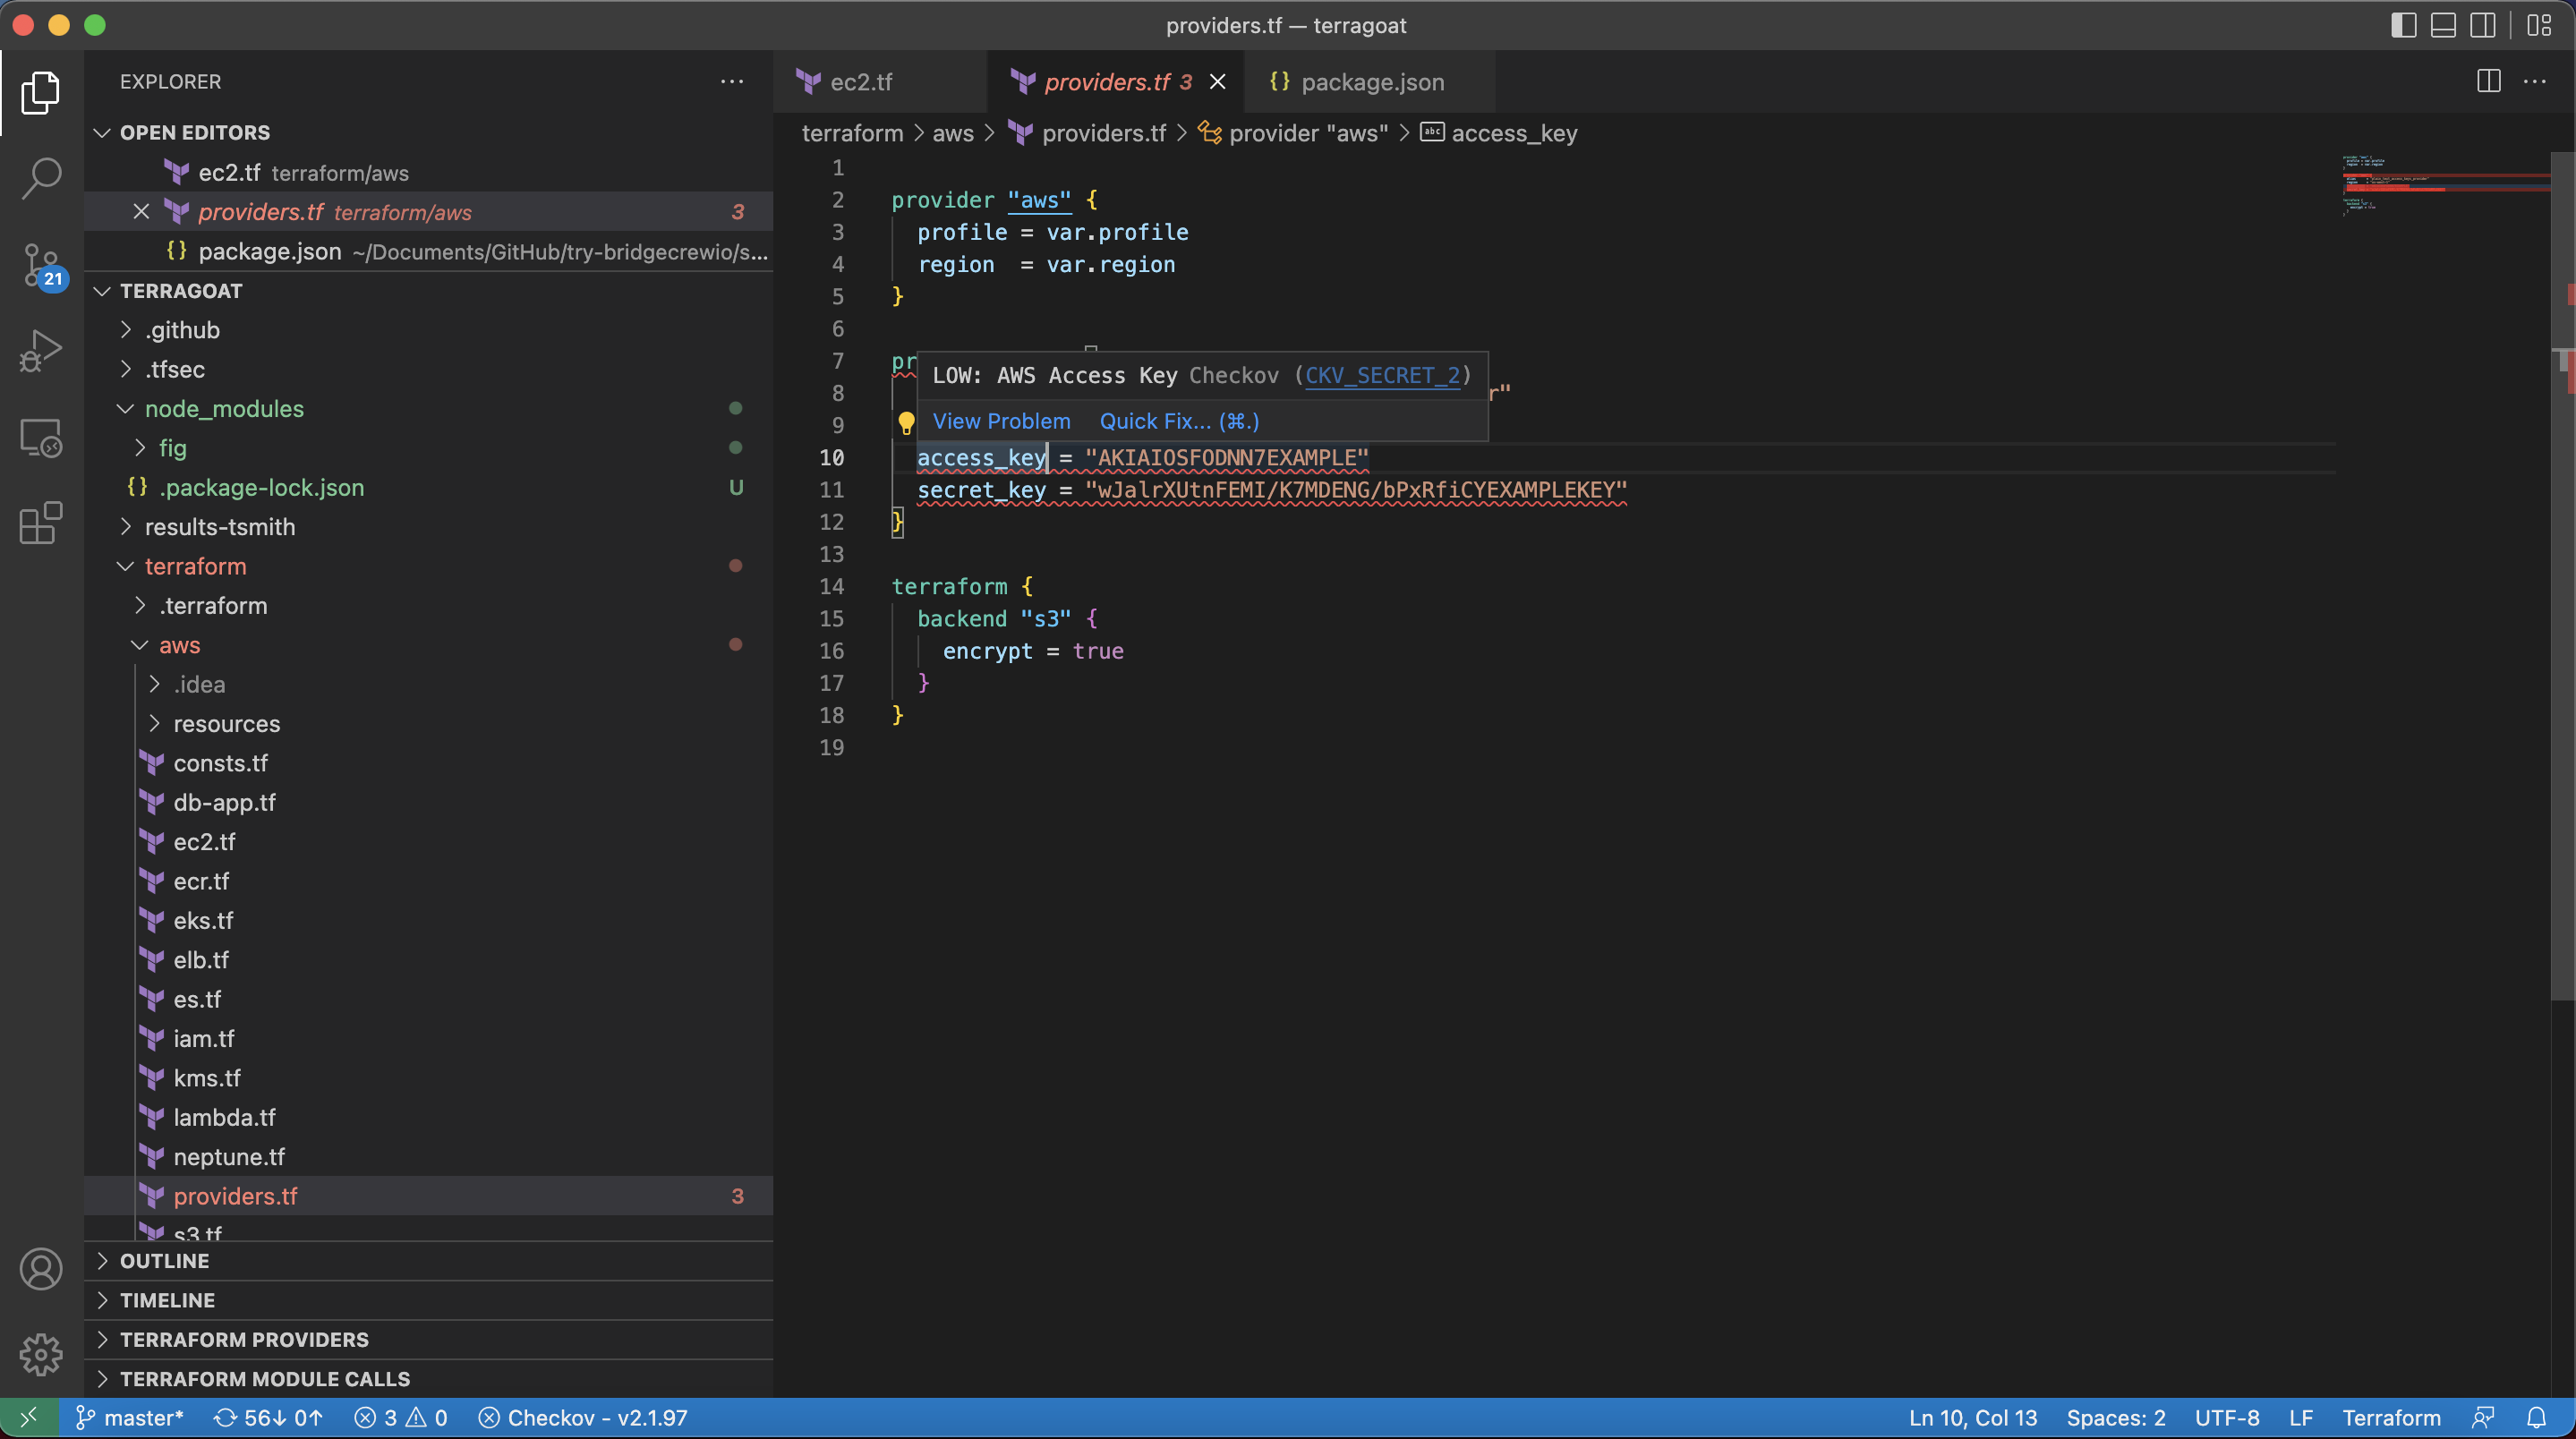 providers.tf — terragoat
EXPLORER
OPEN EDITORS
ec2.tf terraform/aws
providers.tf terraform/aws 3
package.json ~/Documents/GitHub/try-bridgecrewio/s...
TERRAGOAT
.github
.tfsec
node_modules
fig
.package-lock.json U
results-tsmith
terraform
.terraform
aws
.idea
resources
consts.tf
db-app.tf
ec2.tf
ecr.tf
eks.tf
elb.tf
es.tf
iam.tf
kms.tf
lambda.tf
neptune.tf
providers.tf 3
s3.tf
OUTLINE
TIMELINE
TERRAFORM PROVIDERS
TERRAFORM MODULE CALLS
21
ec2.tf
providers.tf 3
package.json
terraform > aws > providers.tf > provider "aws" > access_key
1
2 provider "aws" {
3 profile = var.profile
4 region = var.region
5 }
6
7 pr
8 r"
9
LOW: AWS Access Key Checkov (CKV_SECRET_2)
View Problem Quick Fix... (⌘.)
10 access_key = "AKIAIOSFODNN7EXAMPLE"
11 secret_key = "wJalrXUtnFEMI/K7MDENG/bPxRfiCYEXAMPLEKEY"
12 }
13
14 terraform {
15 backend "s3" {
16 encrypt = true
17 }
18 }
19
master* 56↓ 0↑ 3 0 Checkov - v2.1.97
Ln 10, Col 13 Spaces: 2 UTF-8 LF Terraform